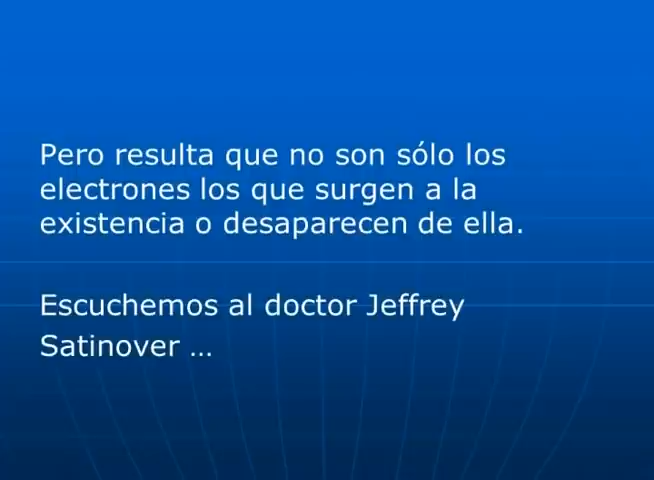 Pero resulta que no son sólo los
electrones los que surgen a la
existencia o desaparecen de ella.
Escuchemos al doctor Jeffrey
Satinover ...